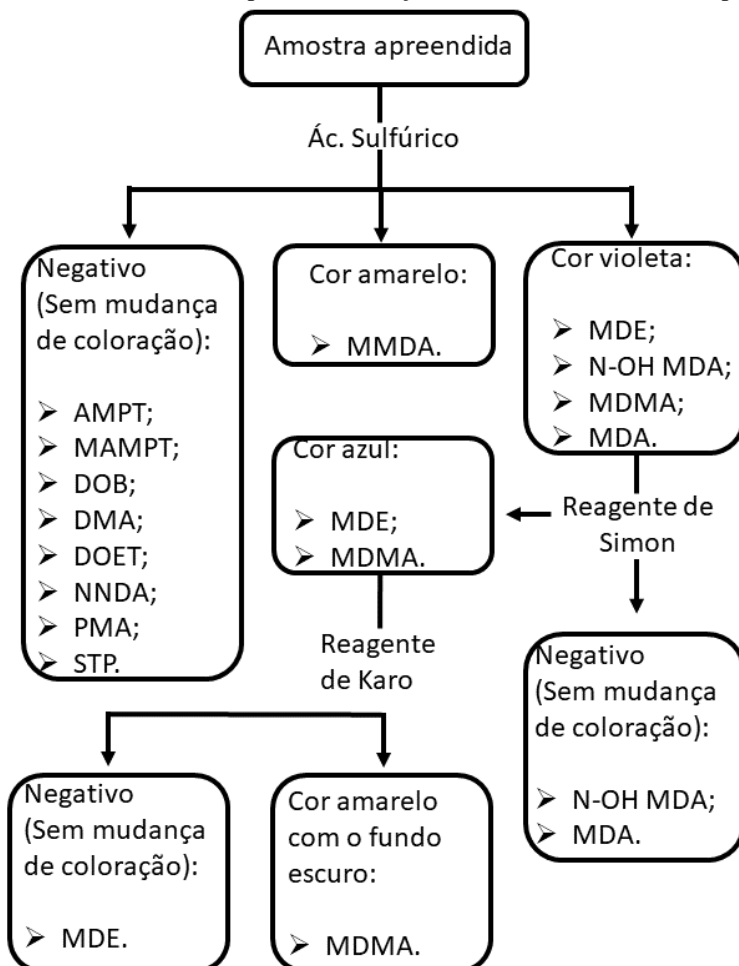 Amostra apreendida
Ác. Sulfúrico
Negativo
(Sem mudança
de coloração):
➢ AMPT;
➢ MAMPT;
➢ DOB;
➢ DMA;
➢ DOET;
➢ NNDA;
➢ PMA;
➢ STP.
Cor amarelo:
➢ MMDA.
Cor violeta:
➢ MDE;
➢ N-OH MDA;
➢ MDMA;
➢ MDA.
Reagente de
Simon
Cor azul:
➢ MDE;
➢ MDMA.
Negativo
(Sem mudança
de coloração):
➢ N-OH MDA;
➢ MDA.
Reagente
de Karo
Negativo
(Sem mudança
de coloração):
➢ MDE.
Cor amarelo
com o fundo
escuro:
➢ MDMA.